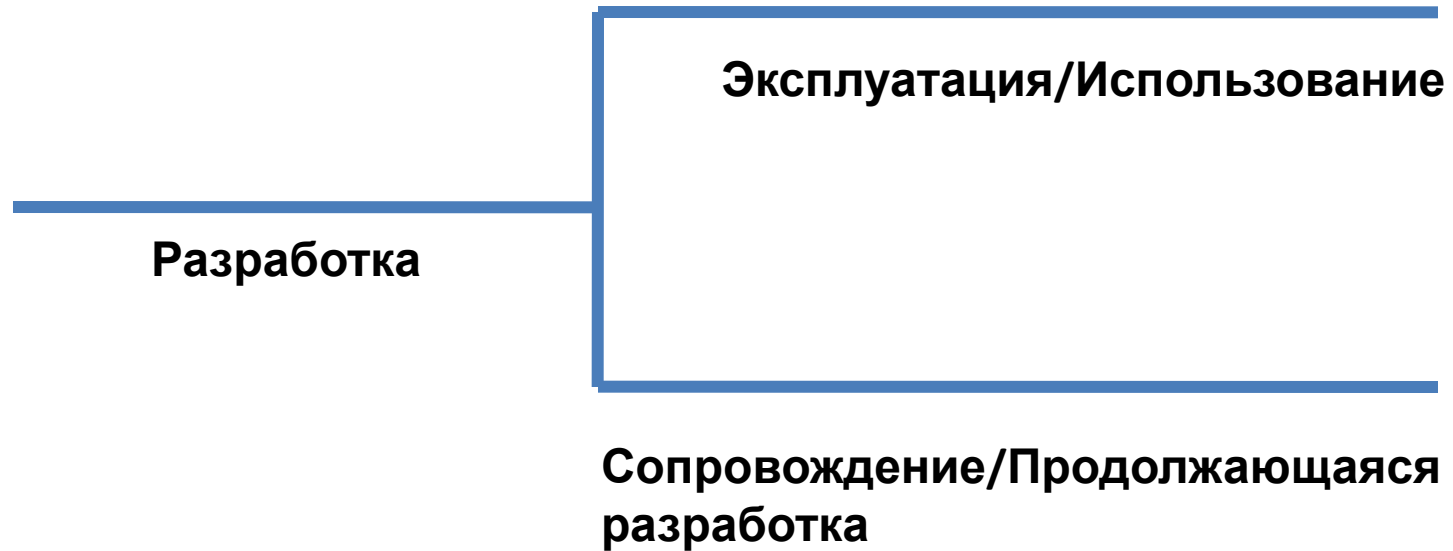 Эксплуатация/Использование
Разработка
Сопровождение/Продолжающаяся
разработка